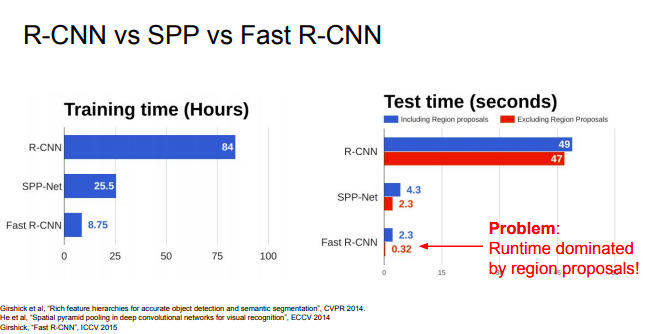 R-CNN vs SPP vs Fast R-CNN
Training time (Hours)
R-CNN
84
SPP-Net
25.5
Fast R-CNN
8.75
0 25 50 75 100
Test time (seconds)
Including Region proposals Excluding Region Proposals
R-CNN
49
47
SPP-Net
4.3
2.3
Fast R-CNN
2.3
0.32
0 15
Problem:
Runtime dominated
by region proposals!
Girshick et al, "Rich feature hierarchies for accurate object detection and semantic segmentation", CVPR 2014.
He et al, "Spatial pyramid pooling in deep convolutional networks for visual recognition", ECCV 2014
Girshick, "Fast R-CNN", ICCV 2015